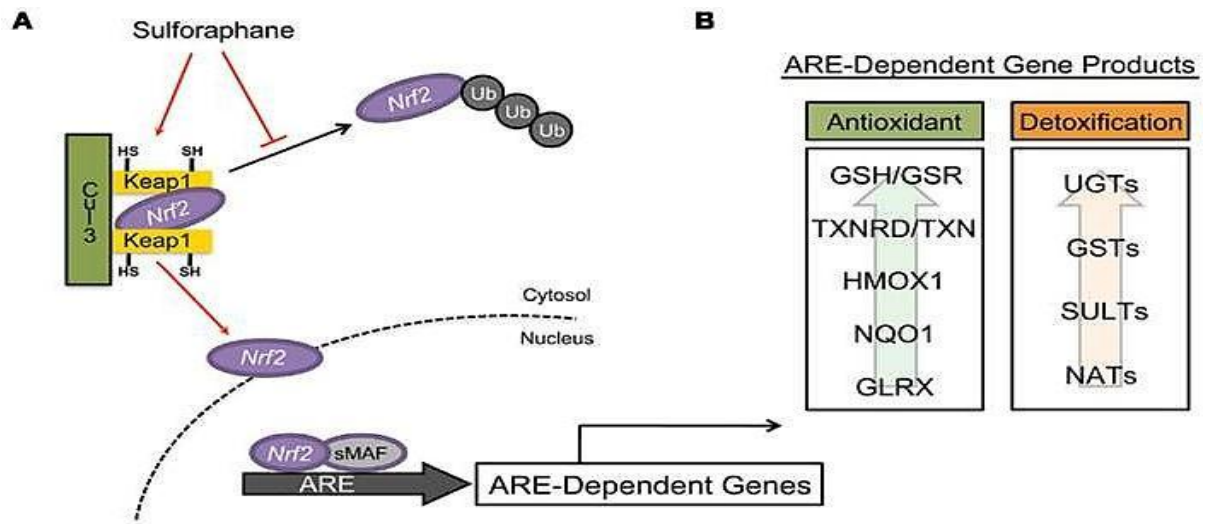 A
Sulforaphane
Nrf2
Ub
Ub
Ub
HS
SH
Cul3
Keap1
Nrf2
Keap1
HS
SH
Cytosol
Nucleus
Nrf2
Nrf2
sMAF
ARE
ARE-Dependent Genes
B
ARE-Dependent Gene Products
Antioxidant
GSH/GSR
TXNRD/TXN
HMOX1
NQO1
GLRX
Detoxification
UGTs
GSTs
SULTs
NATs